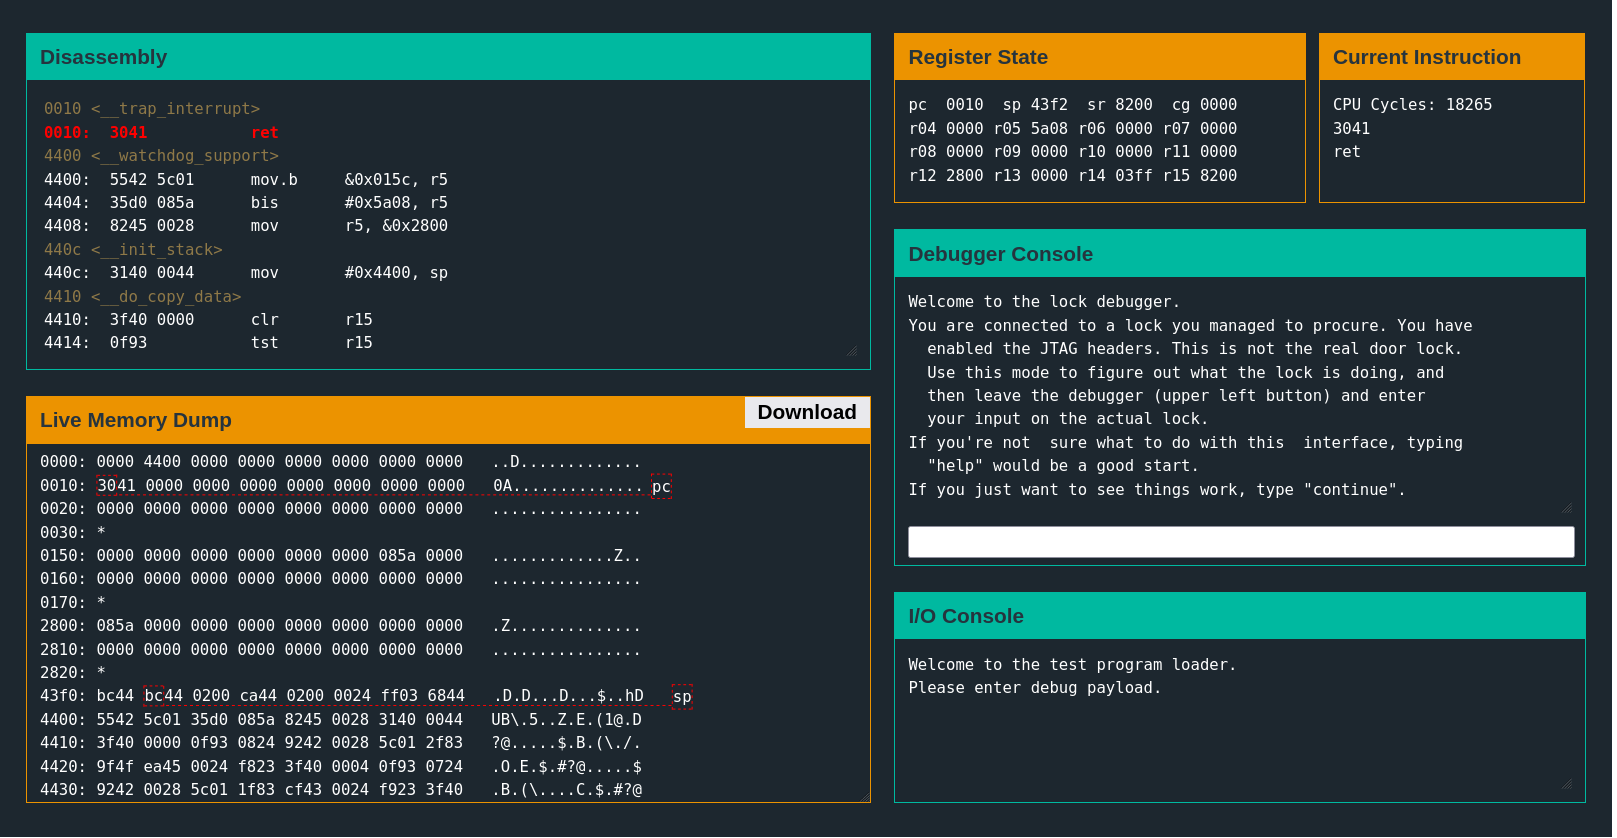 Disassembly
0010 <__trap_interrupt>
0010:  3041           ret
4400 <__watchdog_support>
4400:  5542 5c01      mov.b     &0x015c, r5
4404:  35d0 085a      bis       #0x5a08, r5
4408:  8245 0028      mov       r5, &0x2800
440c <__init_stack>
440c:  3140 0044      mov       #0x4400, sp
4410 <__do_copy_data>
4410:  3f40 0000      clr       r15
4414:  0f93           tst       r15
Live Memory Dump
Download
0000: 0000 4400 0000 0000 0000 0000 0000 0000   ..D.............
0010: 3041 0000 0000 0000 0000 0000 0000 0000   0A.............. pc
0020: 0000 0000 0000 0000 0000 0000 0000 0000   ................
0030: *
0150: 0000 0000 0000 0000 0000 0000 085a 0000   .............Z..
0160: 0000 0000 0000 0000 0000 0000 0000 0000   ................
0170: *
2800: 085a 0000 0000 0000 0000 0000 0000 0000   .Z..............
2810: 0000 0000 0000 0000 0000 0000 0000 0000   ................
2820: *
43f0: bc44 bc44 0200 ca44 0200 0024 ff03 6844   .D.D...D...$..hD   sp
4400: 5542 5c01 35d0 085a 8245 0028 3140 0044   UB\.5..Z.E.(1@.D
4410: 3f40 0000 0f93 0824 9242 0028 5c01 2f83   ?@.....$.B.(\./.
4420: 9f4f ea45 0024 f823 3f40 0004 0f93 0724   .O.E.$.#?@.....$
4430: 9242 0028 5c01 1f83 cf43 0024 f923 3f40   .B.(\....C.$.#?@
Register State
pc  0010  sp 43f2  sr 8200  cg 0000
r04 0000 r05 5a08 r06 0000 r07 0000
r08 0000 r09 0000 r10 0000 r11 0000
r12 2800 r13 0000 r14 03ff r15 8200
Current Instruction
CPU Cycles: 18265
3041
ret
Debugger Console
Welcome to the lock debugger.
You are connected to a lock you managed to procure. You have
  enabled the JTAG headers. This is not the real door lock.
  Use this mode to figure out what the lock is doing, and
  then leave the debugger (upper left button) and enter
  your input on the actual lock.
If you're not  sure what to do with this  interface, typing
  "help" would be a good start.
If you just want to see things work, type "continue".
I/O Console
Welcome to the test program loader.
Please enter debug payload.